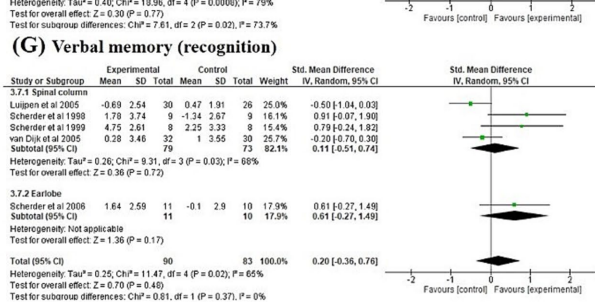 Heterogeneity: Tau² = 0.40; Chi² = 18.96, df = 4 (P = 0.0008); I² = 79%
Test for overall effect: Z = 0.30 (P = 0.77)
Test for subgroup differences: Chi² = 7.61, df = 2 (P = 0.02), I² = 73.7%
-2 -1 0 1 2
Favours [control] Favours [experimental]
(G) Verbal memory (recognition)
Experimental Control Std. Mean Difference Std. Mean Difference
Study or Subgroup Mean SD Total Mean SD Total Weight IV, Random, 95% CI IV, Random, 95% CI
3.7.1 Spinal column
Luijpen et al 2005 -0.69 2.54 30 0.47 1.91 26 25.0% -0.50 [-1.04, 0.03]
Scherder et al 1998 1.78 3.74 9 -1.34 2.67 9 16.1% 0.91 [-0.07, 1.90]
Scherder et al 1999 4.75 2.61 8 2.25 3.33 8 15.4% 0.79 [-0.24, 1.82]
van Dijk et al 2005 0.28 3.46 32 1 3.55 30 25.7% -0.20 [-0.70, 0.30]
Subtotal (95% CI) 79 73 82.1% 0.11 [-0.51, 0.74]
Heterogeneity: Tau² = 0.26; Chi² = 9.31, df = 3 (P = 0.03); I² = 68%
Test for overall effect: Z = 0.36 (P = 0.72)
3.7.2 Earlobe
Scherder et al 2006 1.64 2.59 11 -0.1 2.9 10 17.9% 0.61 [-0.27, 1.49]
Subtotal (95% CI) 11 10 17.9% 0.61 [-0.27, 1.49]
Heterogeneity: Not applicable
Test for overall effect: Z = 1.36 (P = 0.17)
Total (95% CI) 90 83 100.0% 0.20 [-0.36, 0.76]
Heterogeneity: Tau² = 0.25; Chi² = 11.47, df = 4 (P = 0.02); I² = 65%
Test for overall effect: Z = 0.70 (P = 0.48)
Test for subgroup differences: Chi² = 0.81, df = 1 (P = 0.37), I² = 0%
-2 -1 0 1 2
Favours [control] Favours [experimental]